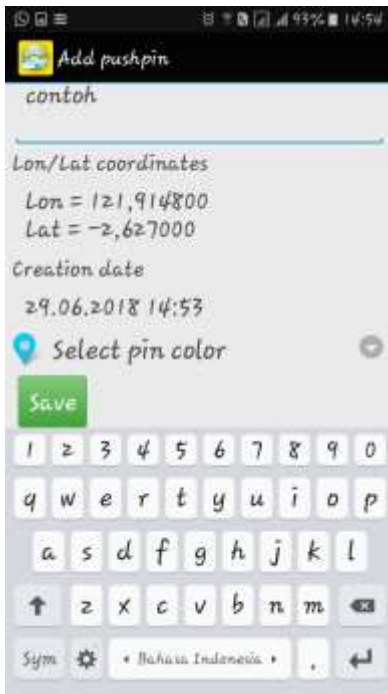 93% 14:54
Add pushpin
contoh
Lon/Lat coordinates
Lon = 121,914800
Lat = -2,627000
Creation date
29.06.2018 14:53
Select pin color
Save
1 2 3 4 5 6 7 8 9 0
q w e r t y u i o p
a s d f g h j k l
z x c v b n m
Sym Bahasa Indonesia .